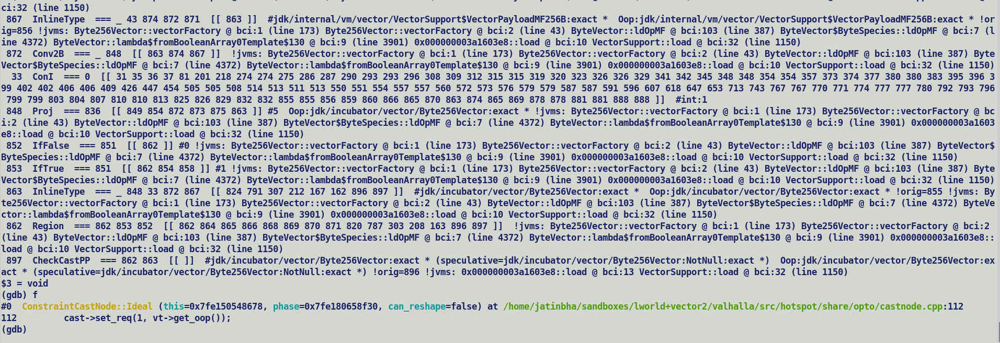 ci:32 (line 1150)
 867  InlineType  === _ 43 874 872 871  [[ 863 ]]  #jdk/internal/vm/vector/VectorSupport$VectorPayloadMF256B:exact *  Oop:jdk/internal/vm/vector/VectorSupport$VectorPayloadMF256B:exact * !or
ig=856 !jvms: Byte256Vector::vectorFactory @ bci:1 (line 173) Byte256Vector::vectorFactory @ bci:2 (line 43) ByteVector::ldOpMF @ bci:103 (line 387) ByteVector$ByteSpecies::ldOpMF @ bci:7 (l
ine 4372) ByteVector::lambda$fromBooleanArray0Template$130 @ bci:9 (line 3901) 0x000000003a1603e8::load @ bci:10 VectorSupport::load @ bci:32 (line 1150)
 872  Conv2B  === _ 848  [[ 863 874 867 ]]  !jvms: Byte256Vector::vectorFactory @ bci:1 (line 173) Byte256Vector::vectorFactory @ bci:2 (line 43) ByteVector::ldOpMF @ bci:103 (line 387) Byte
Vector$ByteSpecies::ldOpMF @ bci:7 (line 4372) ByteVector::lambda$fromBooleanArray0Template$130 @ bci:9 (line 3901) 0x000000003a1603e8::load @ bci:10 VectorSupport::load @ bci:32 (line 1150)
  33  ConI  === 0  [[ 31 35 36 37 81 201 218 274 274 275 286 287 290 293 293 296 308 309 312 315 315 319 320 323 326 326 329 341 342 345 348 348 354 354 357 373 374 377 380 380 383 395 396 3
99 402 402 406 406 409 426 447 454 505 505 508 514 513 511 513 550 551 554 557 557 560 572 573 576 579 579 587 587 591 596 607 618 647 653 713 743 767 767 770 771 774 777 777 780 792 793 796
 799 799 803 804 807 810 810 813 825 826 829 832 832 855 855 856 859 860 866 865 870 863 874 865 869 878 878 881 881 888 888 ]]  #int:1
 848  Proj  === 836  [[ 849 854 872 873 875 863 ]] #5  Oop:jdk/incubator/vector/Byte256Vector:exact * !jvms: Byte256Vector::vectorFactory @ bci:1 (line 173) Byte256Vector::vectorFactory @ bc
i:2 (line 43) ByteVector::ldOpMF @ bci:103 (line 387) ByteVector$ByteSpecies::ldOpMF @ bci:7 (line 4372) ByteVector::lambda$fromBooleanArray0Template$130 @ bci:9 (line 3901) 0x000000003a1603
e8::load @ bci:10 VectorSupport::load @ bci:32 (line 1150)
 852  IfFalse  === 851  [[ 862 ]] #0 !jvms: Byte256Vector::vectorFactory @ bci:1 (line 173) Byte256Vector::vectorFactory @ bci:2 (line 43) ByteVector::ldOpMF @ bci:103 (line 387) ByteVector$
ByteSpecies::ldOpMF @ bci:7 (line 4372) ByteVector::lambda$fromBooleanArray0Template$130 @ bci:9 (line 3901) 0x000000003a1603e8::load @ bci:10 VectorSupport::load @ bci:32 (line 1150)
 853  IfTrue  === 851  [[ 862 854 858 ]] #1 !jvms: Byte256Vector::vectorFactory @ bci:1 (line 173) Byte256Vector::vectorFactory @ bci:2 (line 43) ByteVector::ldOpMF @ bci:103 (line 387) Byte
Vector$ByteSpecies::ldOpMF @ bci:7 (line 4372) ByteVector::lambda$fromBooleanArray0Template$130 @ bci:9 (line 3901) 0x000000003a1603e8::load @ bci:10 VectorSupport::load @ bci:32 (line 1150)
 863  InlineType  === _ 848 33 872 867  [[ 824 791 307 212 167 162 896 897 ]]  #jdk/incubator/vector/Byte256Vector:exact *  Oop:jdk/incubator/vector/Byte256Vector:exact * !orig=855 !jvms: By
te256Vector::vectorFactory @ bci:1 (line 173) Byte256Vector::vectorFactory @ bci:2 (line 43) ByteVector::ldOpMF @ bci:103 (line 387) ByteVector$ByteSpecies::ldOpMF @ bci:7 (line 4372) ByteVe
ctor::lambda$fromBooleanArray0Template$130 @ bci:9 (line 3901) 0x000000003a1603e8::load @ bci:10 VectorSupport::load @ bci:32 (line 1150)
 862  Region  === 862 853 852  [[ 862 864 865 866 868 869 870 871 820 787 303 208 163 896 897 ]]  !jvms: Byte256Vector::vectorFactory @ bci:1 (line 173) Byte256Vector::vectorFactory @ bci:2
(line 43) ByteVector::ldOpMF @ bci:103 (line 387) ByteVector$ByteSpecies::ldOpMF @ bci:7 (line 4372) ByteVector::lambda$fromBooleanArray0Template$130 @ bci:9 (line 3901) 0x000000003a1603e8::
load @ bci:10 VectorSupport::load @ bci:32 (line 1150)
 897  CheckCastPP  === 862 863  [[ ]]  #jdk/incubator/vector/Byte256Vector:exact * (speculative=jdk/incubator/vector/Byte256Vector:NotNull:exact *)  Oop:jdk/incubator/vector/Byte256Vector:ex
act * (speculative=jdk/incubator/vector/Byte256Vector:NotNull:exact *) !orig=896 !jvms: 0x000000003a1603e8::load @ bci:13 VectorSupport::load @ bci:32 (line 1150)
$3 = void
(gdb) f
#0  ConstraintCastNode::Ideal (this=0x7fe150548678, phase=0x7fe180658f30, can_reshape=false) at /home/jatinbha/sandboxes/lworld+vector2/valhalla/src/hotspot/share/opto/castnode.cpp:112
112         cast->set_req(1, vt->get_oop());
(gdb)